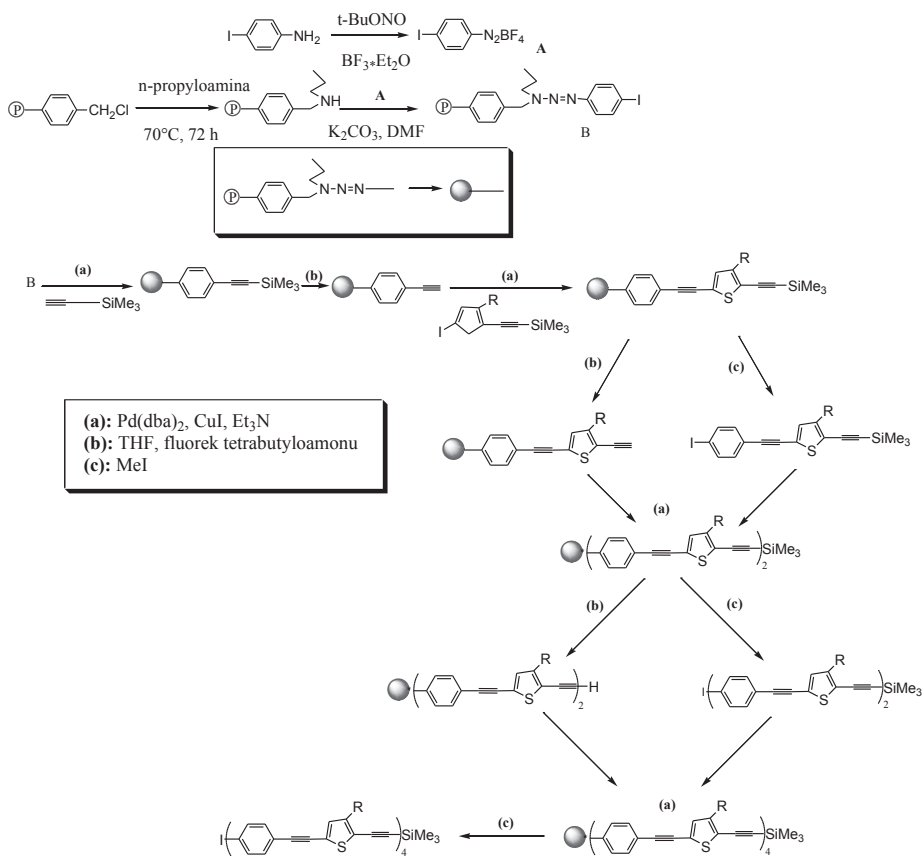 I NH₂ t-BuONO BF₃*Et₂O I N₂BF₄ A
P CH₂Cl n-propyloamina 70°C, 72 h P NH A K₂CO₃, DMF P N-N=N I B
P N-N=N
B (a) SiMe₃ SiMe₃ (b) (a) I R SiMe₃ R S SiMe₃
(b) (c)
(a): Pd(dba)₂, CuI, Et₃N
(b): THF, fluorek tetrabutyloamonu
(c): MeI
R S I R S SiMe₃
(a)
( R S )₂ SiMe₃
(b) (c)
( R S )₂ H I ( R S )₂ SiMe₃
(a)
I ( R S )₄ SiMe₃ (c) ( R S )₄ SiMe₃